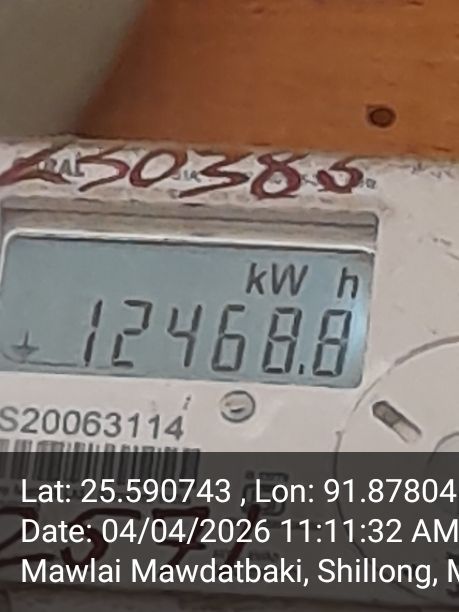 250385
kW h
12468.8
S20063114
Lat: 25.590743 , Lon: 91.87804
Date: 04/04/2026 11:11:32 AM
Mawlai Mawdatbaki, Shillong, M